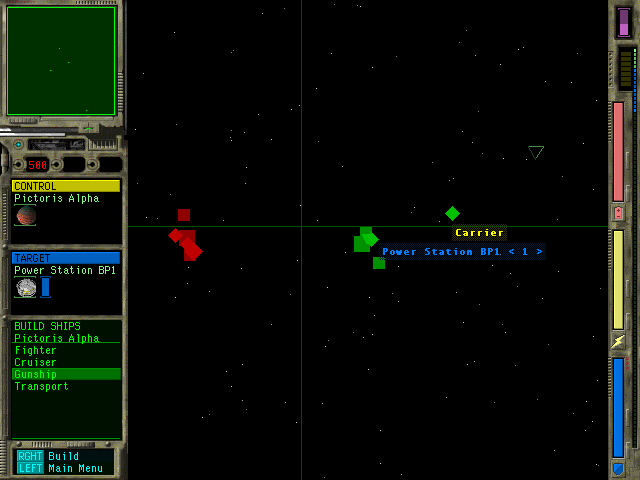 500
CONTROL
Pictoris Alpha
TARGET
Power Station BP1
BUILD SHIPS
Pictoris Alpha
Fighter
Cruiser
Gunship
Transport
RGHT Build
LEFT Main Menu
Carrier
Power Station BP1 < 1 >